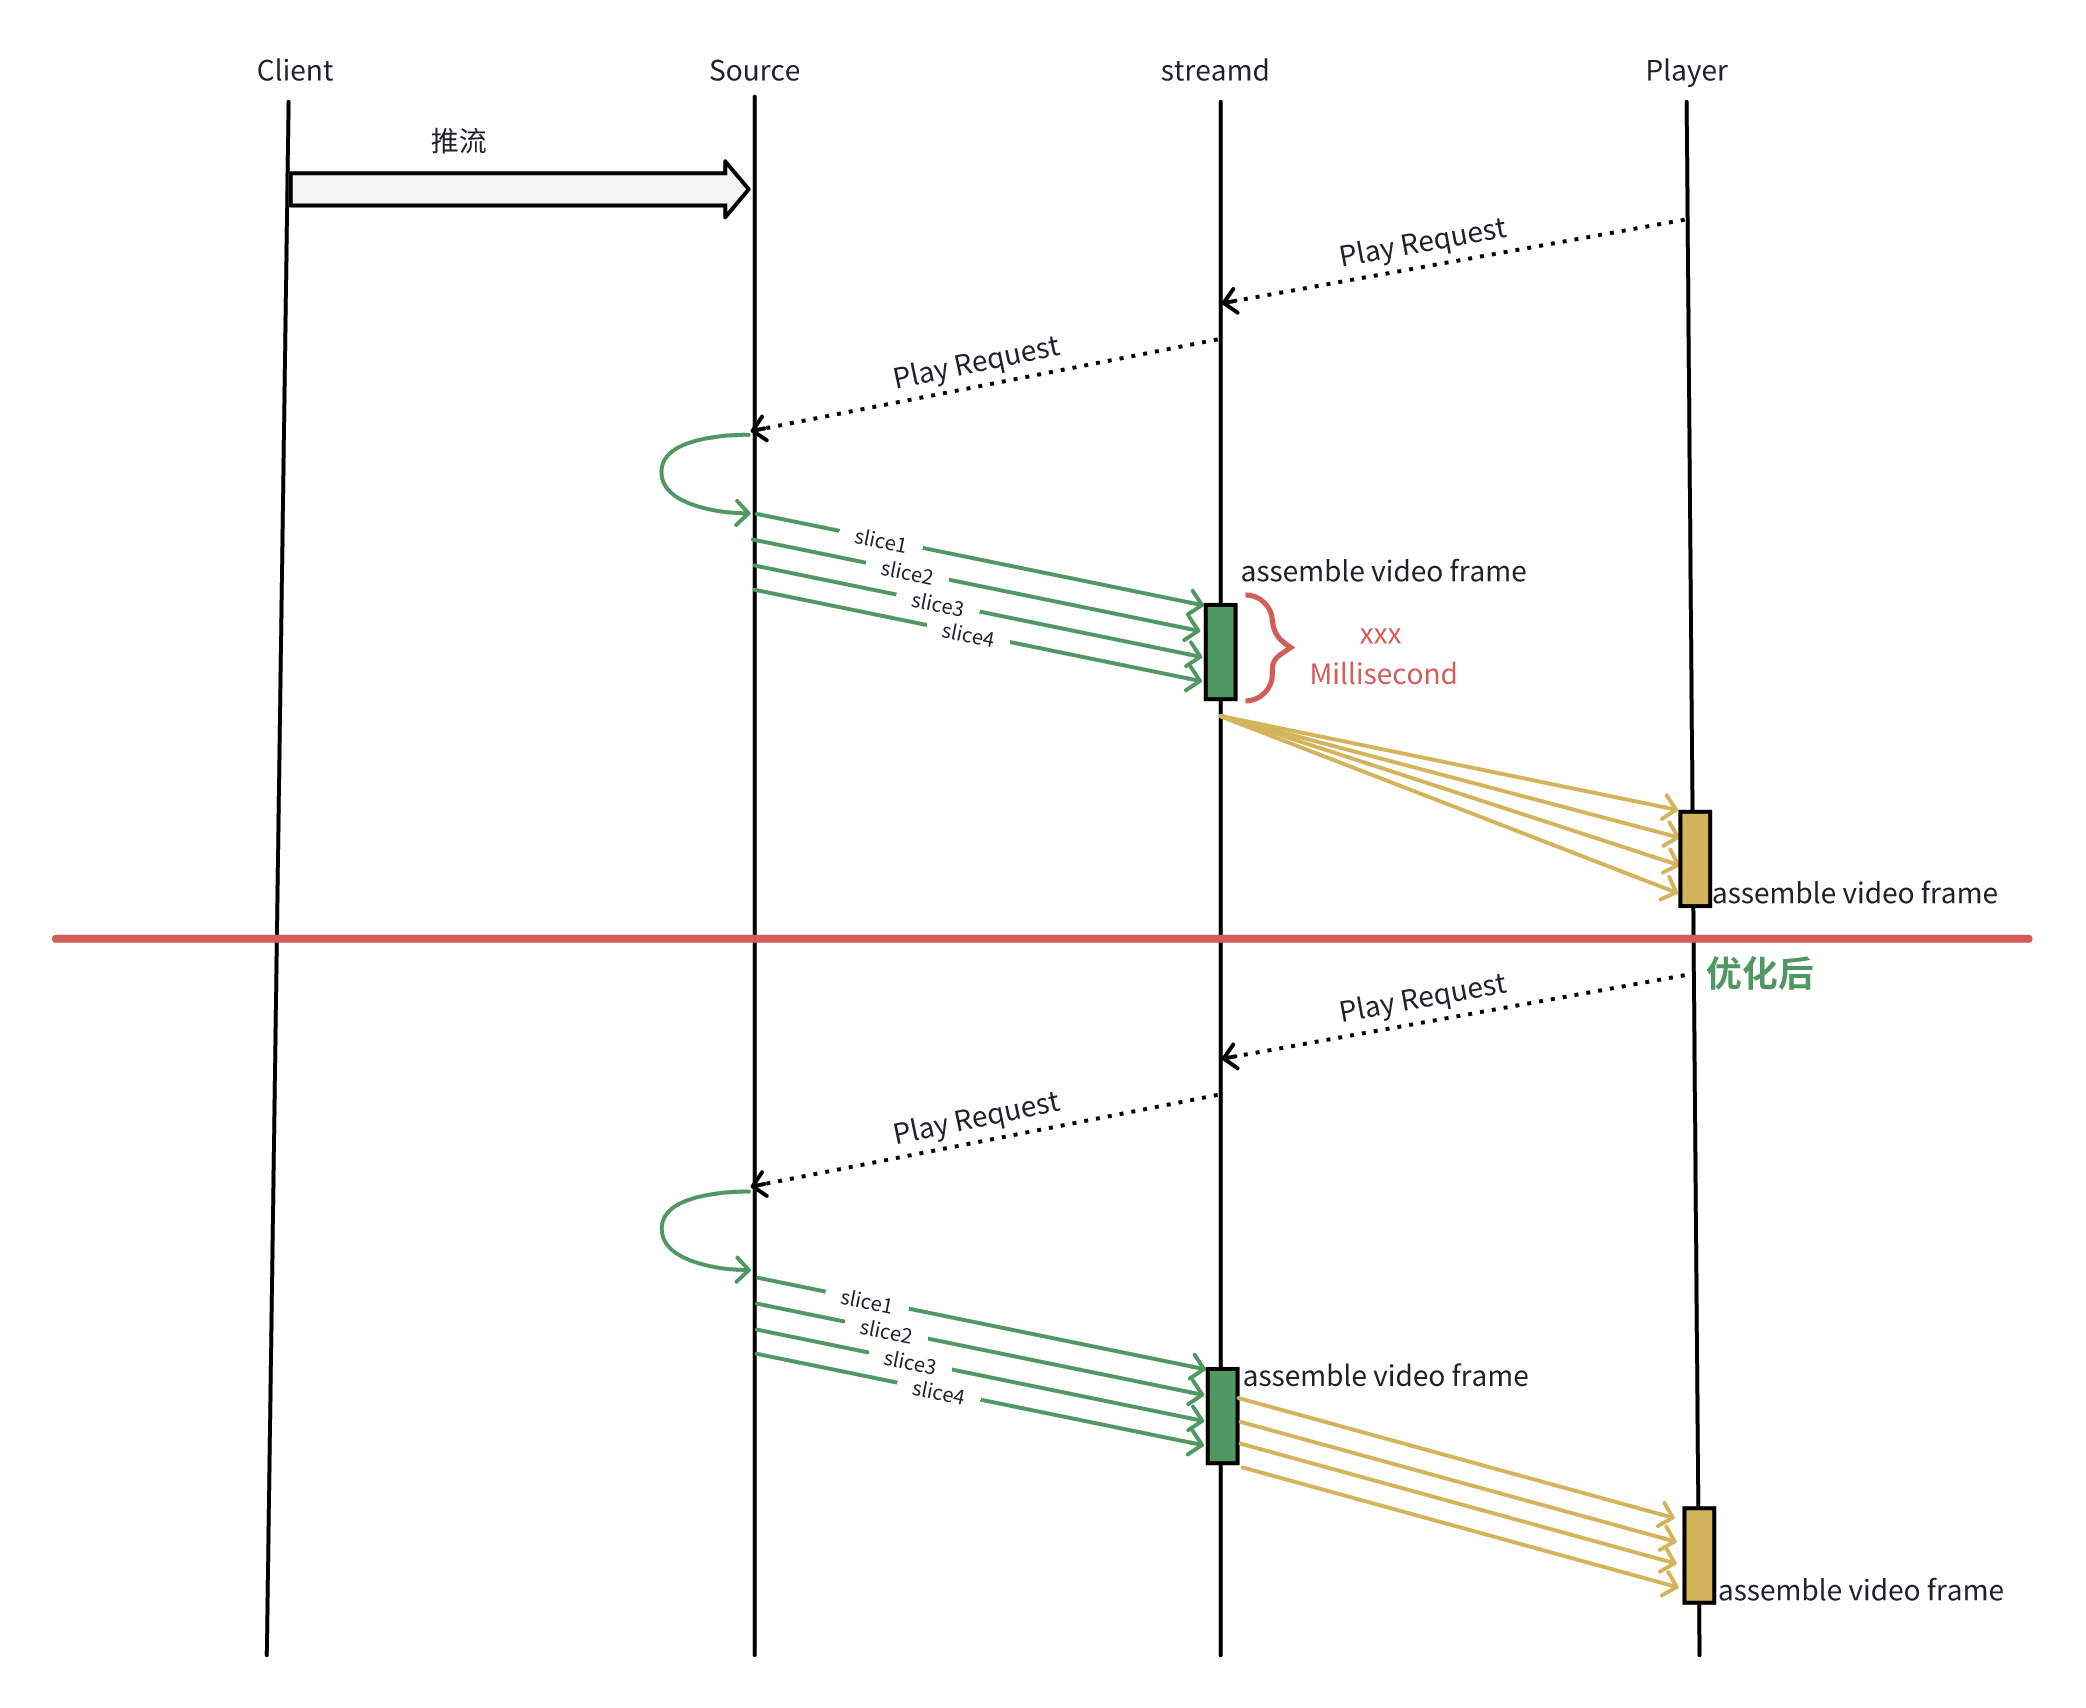 Client
Source
streamd
Player
推流
Play Request
Play Request
slice1
slice2
slice3
slice4
assemble video frame
xxx
Millisecond
assemble video frame
优化后
Play Request
Play Request
slice1
slice2
slice3
slice4
assemble video frame
assemble video frame